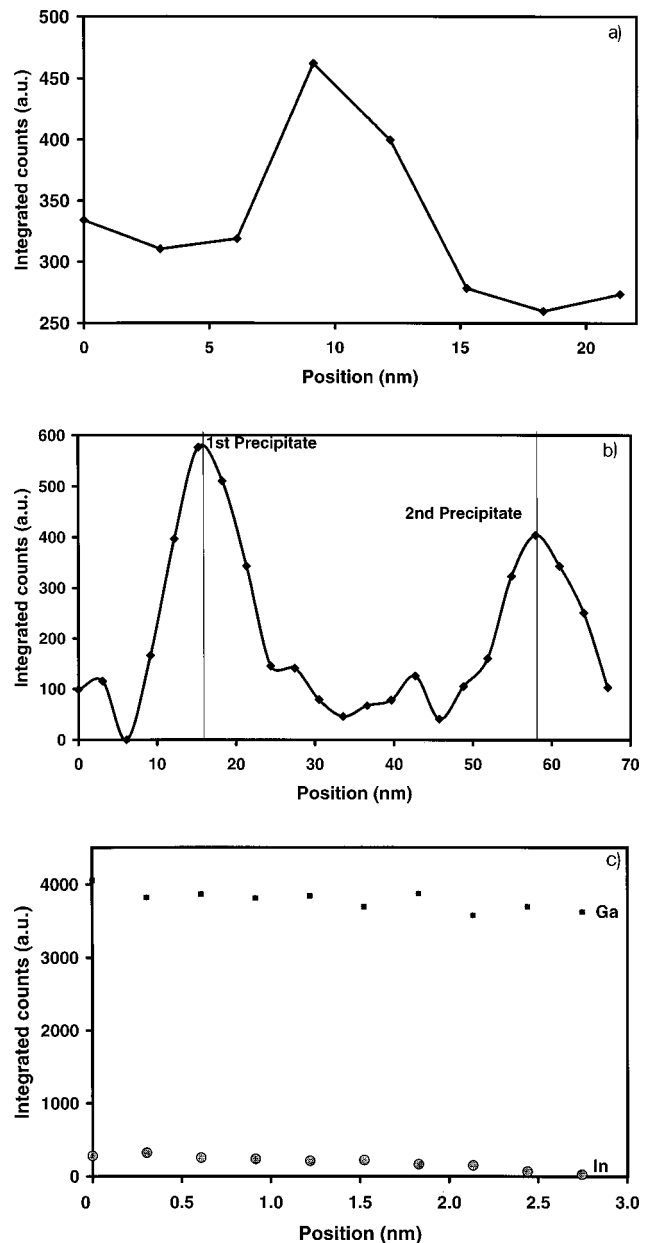 a)
500
450
400
350
300
250
Integrated counts (a.u.)
0 5 10 15 20
Position (nm)
b)
600
500
400
300
200
100
0
Integrated counts (a.u.)
1st Precipitate
2nd Precipitate
0 10 20 30 40 50 60 70
Position (nm)
c)
4000
3000
2000
1000
0
Integrated counts (a.u.)
Ga
In
0 0.5 1.0 1.5 2.0 2.5 3.0
Position (nm)